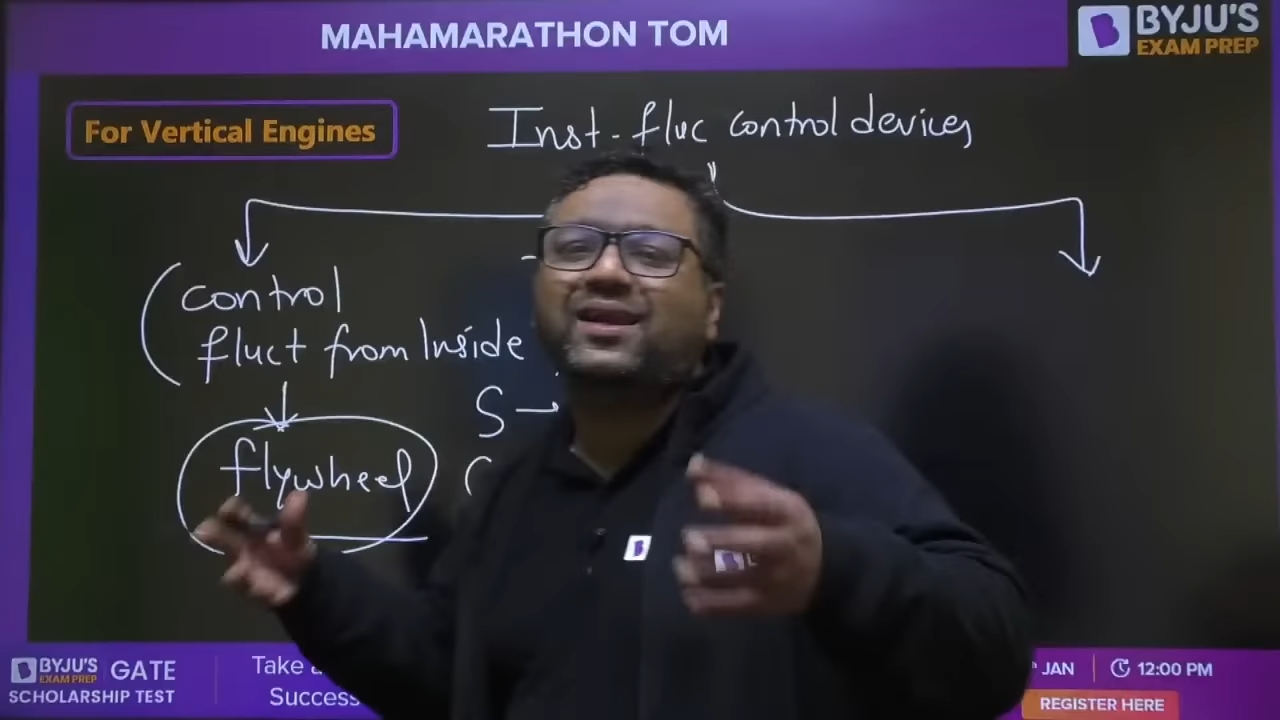 MAHAMARATHON TOM
BYJU'S
EXAM PREP
For Vertical Engines
Inst-fluc control devices
(control
fluct from Inside
S→
(
flywheel
BYJU'S
EXAM PREP
GATE
SCHOLARSHIP TEST
Take
Success
JAN
12:00 PM
REGISTER HERE